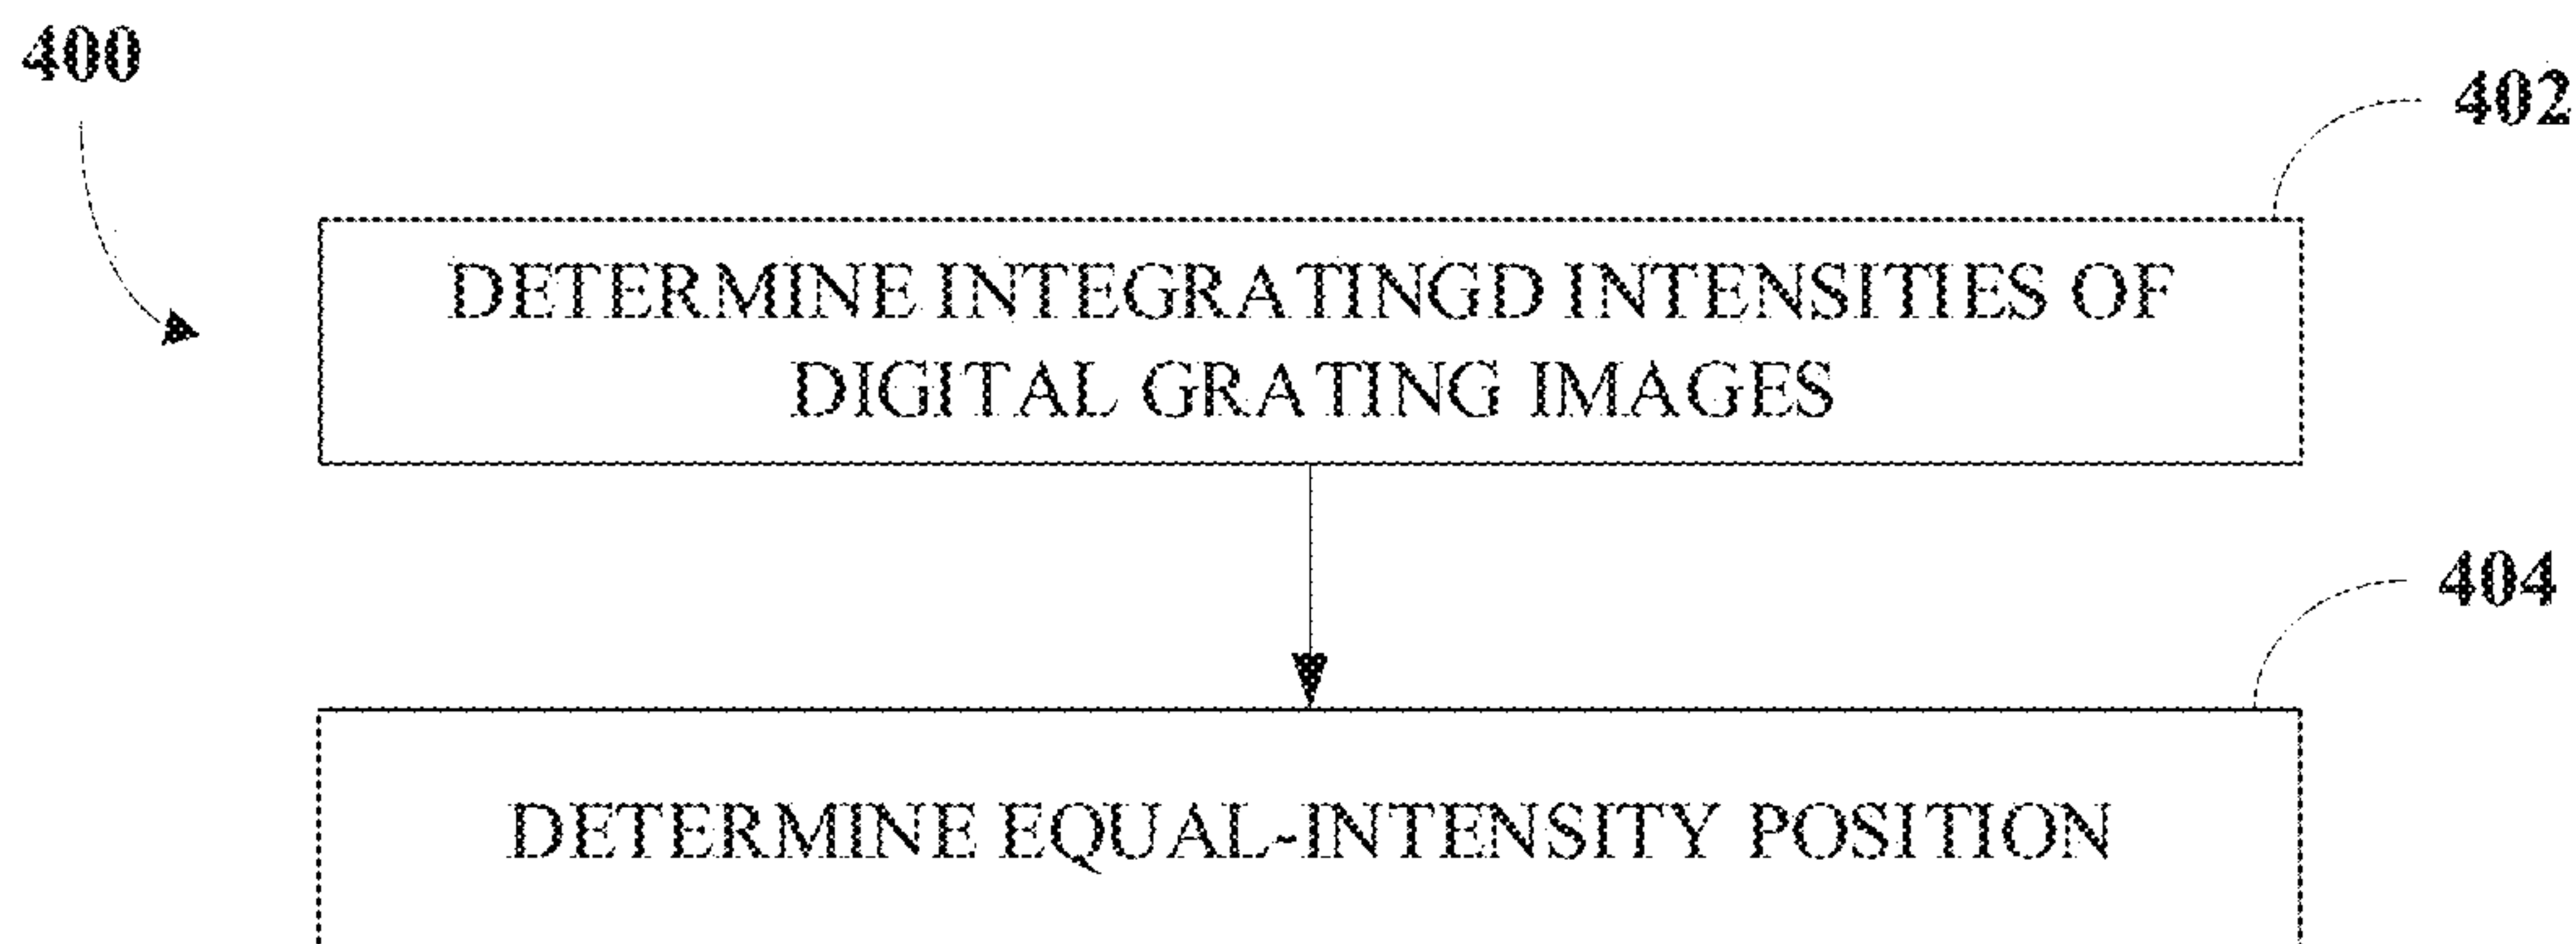 400
402
DETERMINE INTEGRATINGD INTENSITIES OF
DIGITAL GRATING IMAGES
404
DETERMINE EQUAL-INTENSITY POSITION